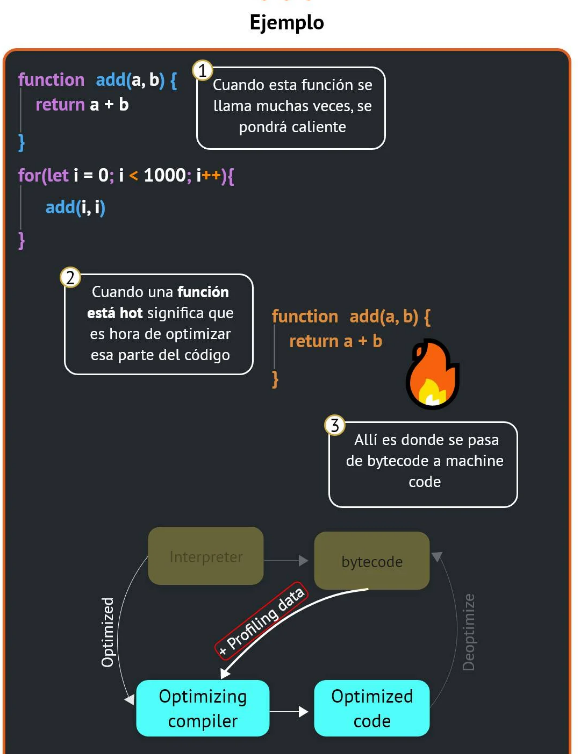 Ejemplo
function add(a, b) {
return a + b
}
for(let i = 0; i < 1000; i++){
add(i, i)
}
1
Cuando esta función se
llama muchas veces, se
pondrá caliente
2
Cuando una función
está hot significa que
es hora de optimizar
esa parte del código
function add(a, b) {
return a + b
}
3
Allí es donde se pasa
de bytecode a machine
code
Interpreter
bytecode
Optimized
+ Profiling data
Deoptimize
Optimizing
compiler
Optimized
code